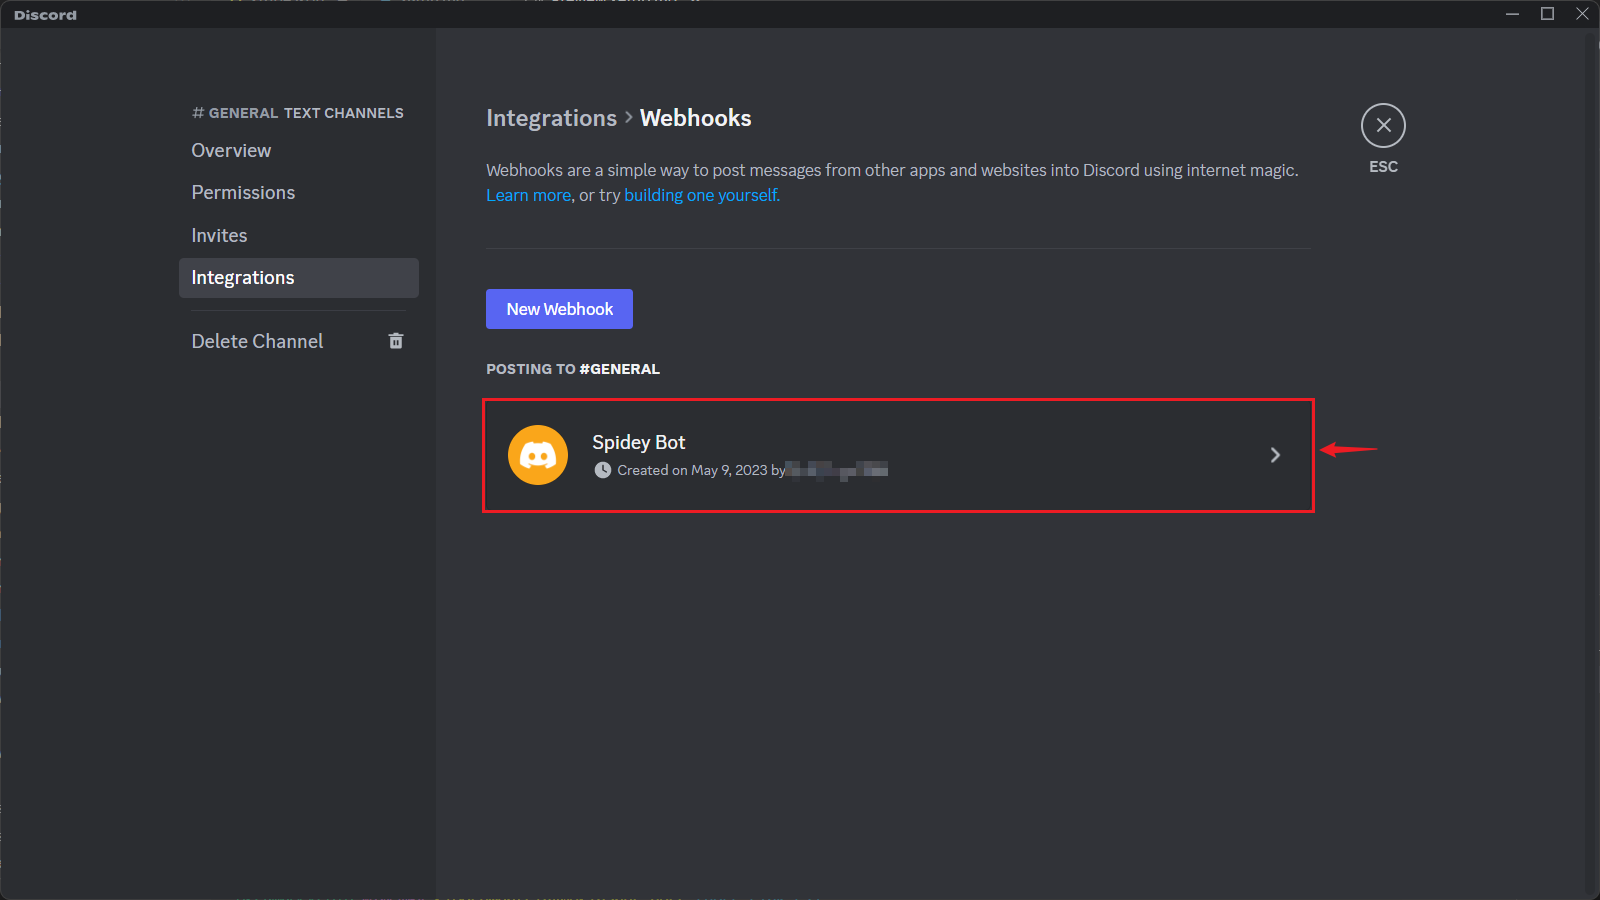 Discord
# GENERAL TEXT CHANNELS
Overview
Permissions
Invites
Integrations
Delete Channel
Integrations > Webhooks
Webhooks are a simple way to post messages from other apps and websites into Discord using internet magic.
Learn more, or try building one yourself.
ESC
New Webhook
POSTING TO #GENERAL
Spidey Bot
Created on May 9, 2023 by